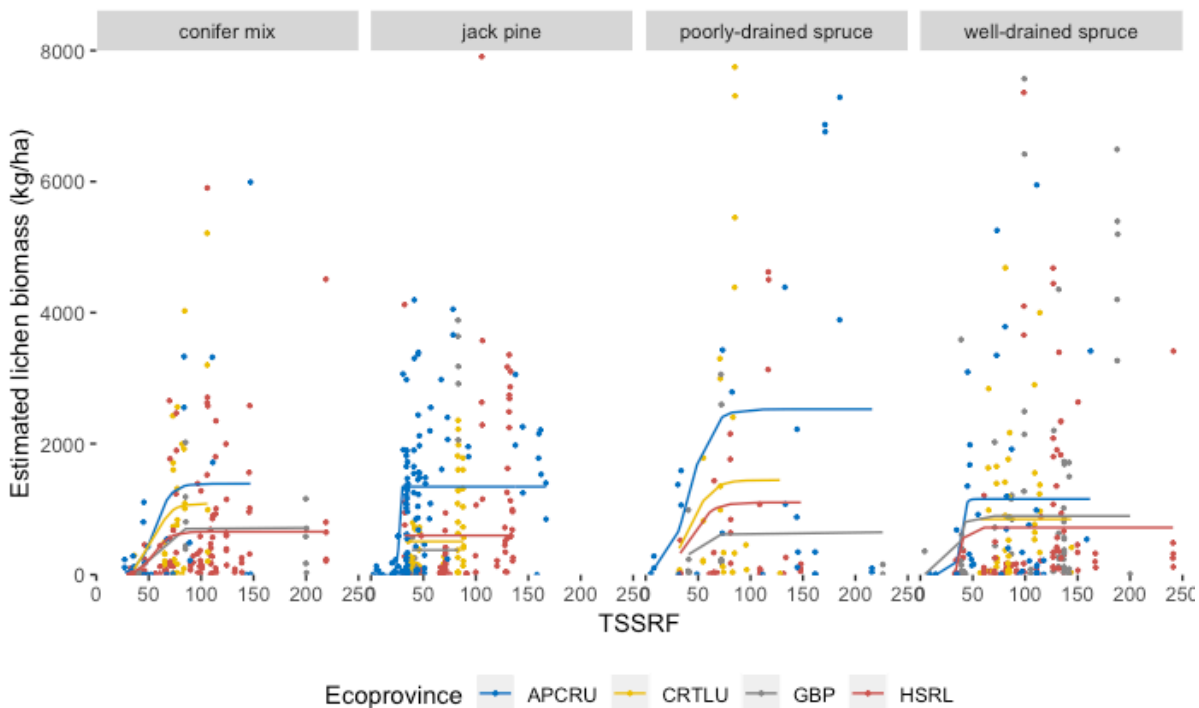 conifer mix jack pine poorly-drained spruce well-drained spruce
Estimated lichen biomass (kg/ha)
8000
6000
4000
2000
0
0 50 100 150 200 250 0 50 100 150 200 250 0 50 100 150 200 250 0 50 100 150 200 250
TSSRF
Ecoprovince APCRU CRTLU GBP HSRL